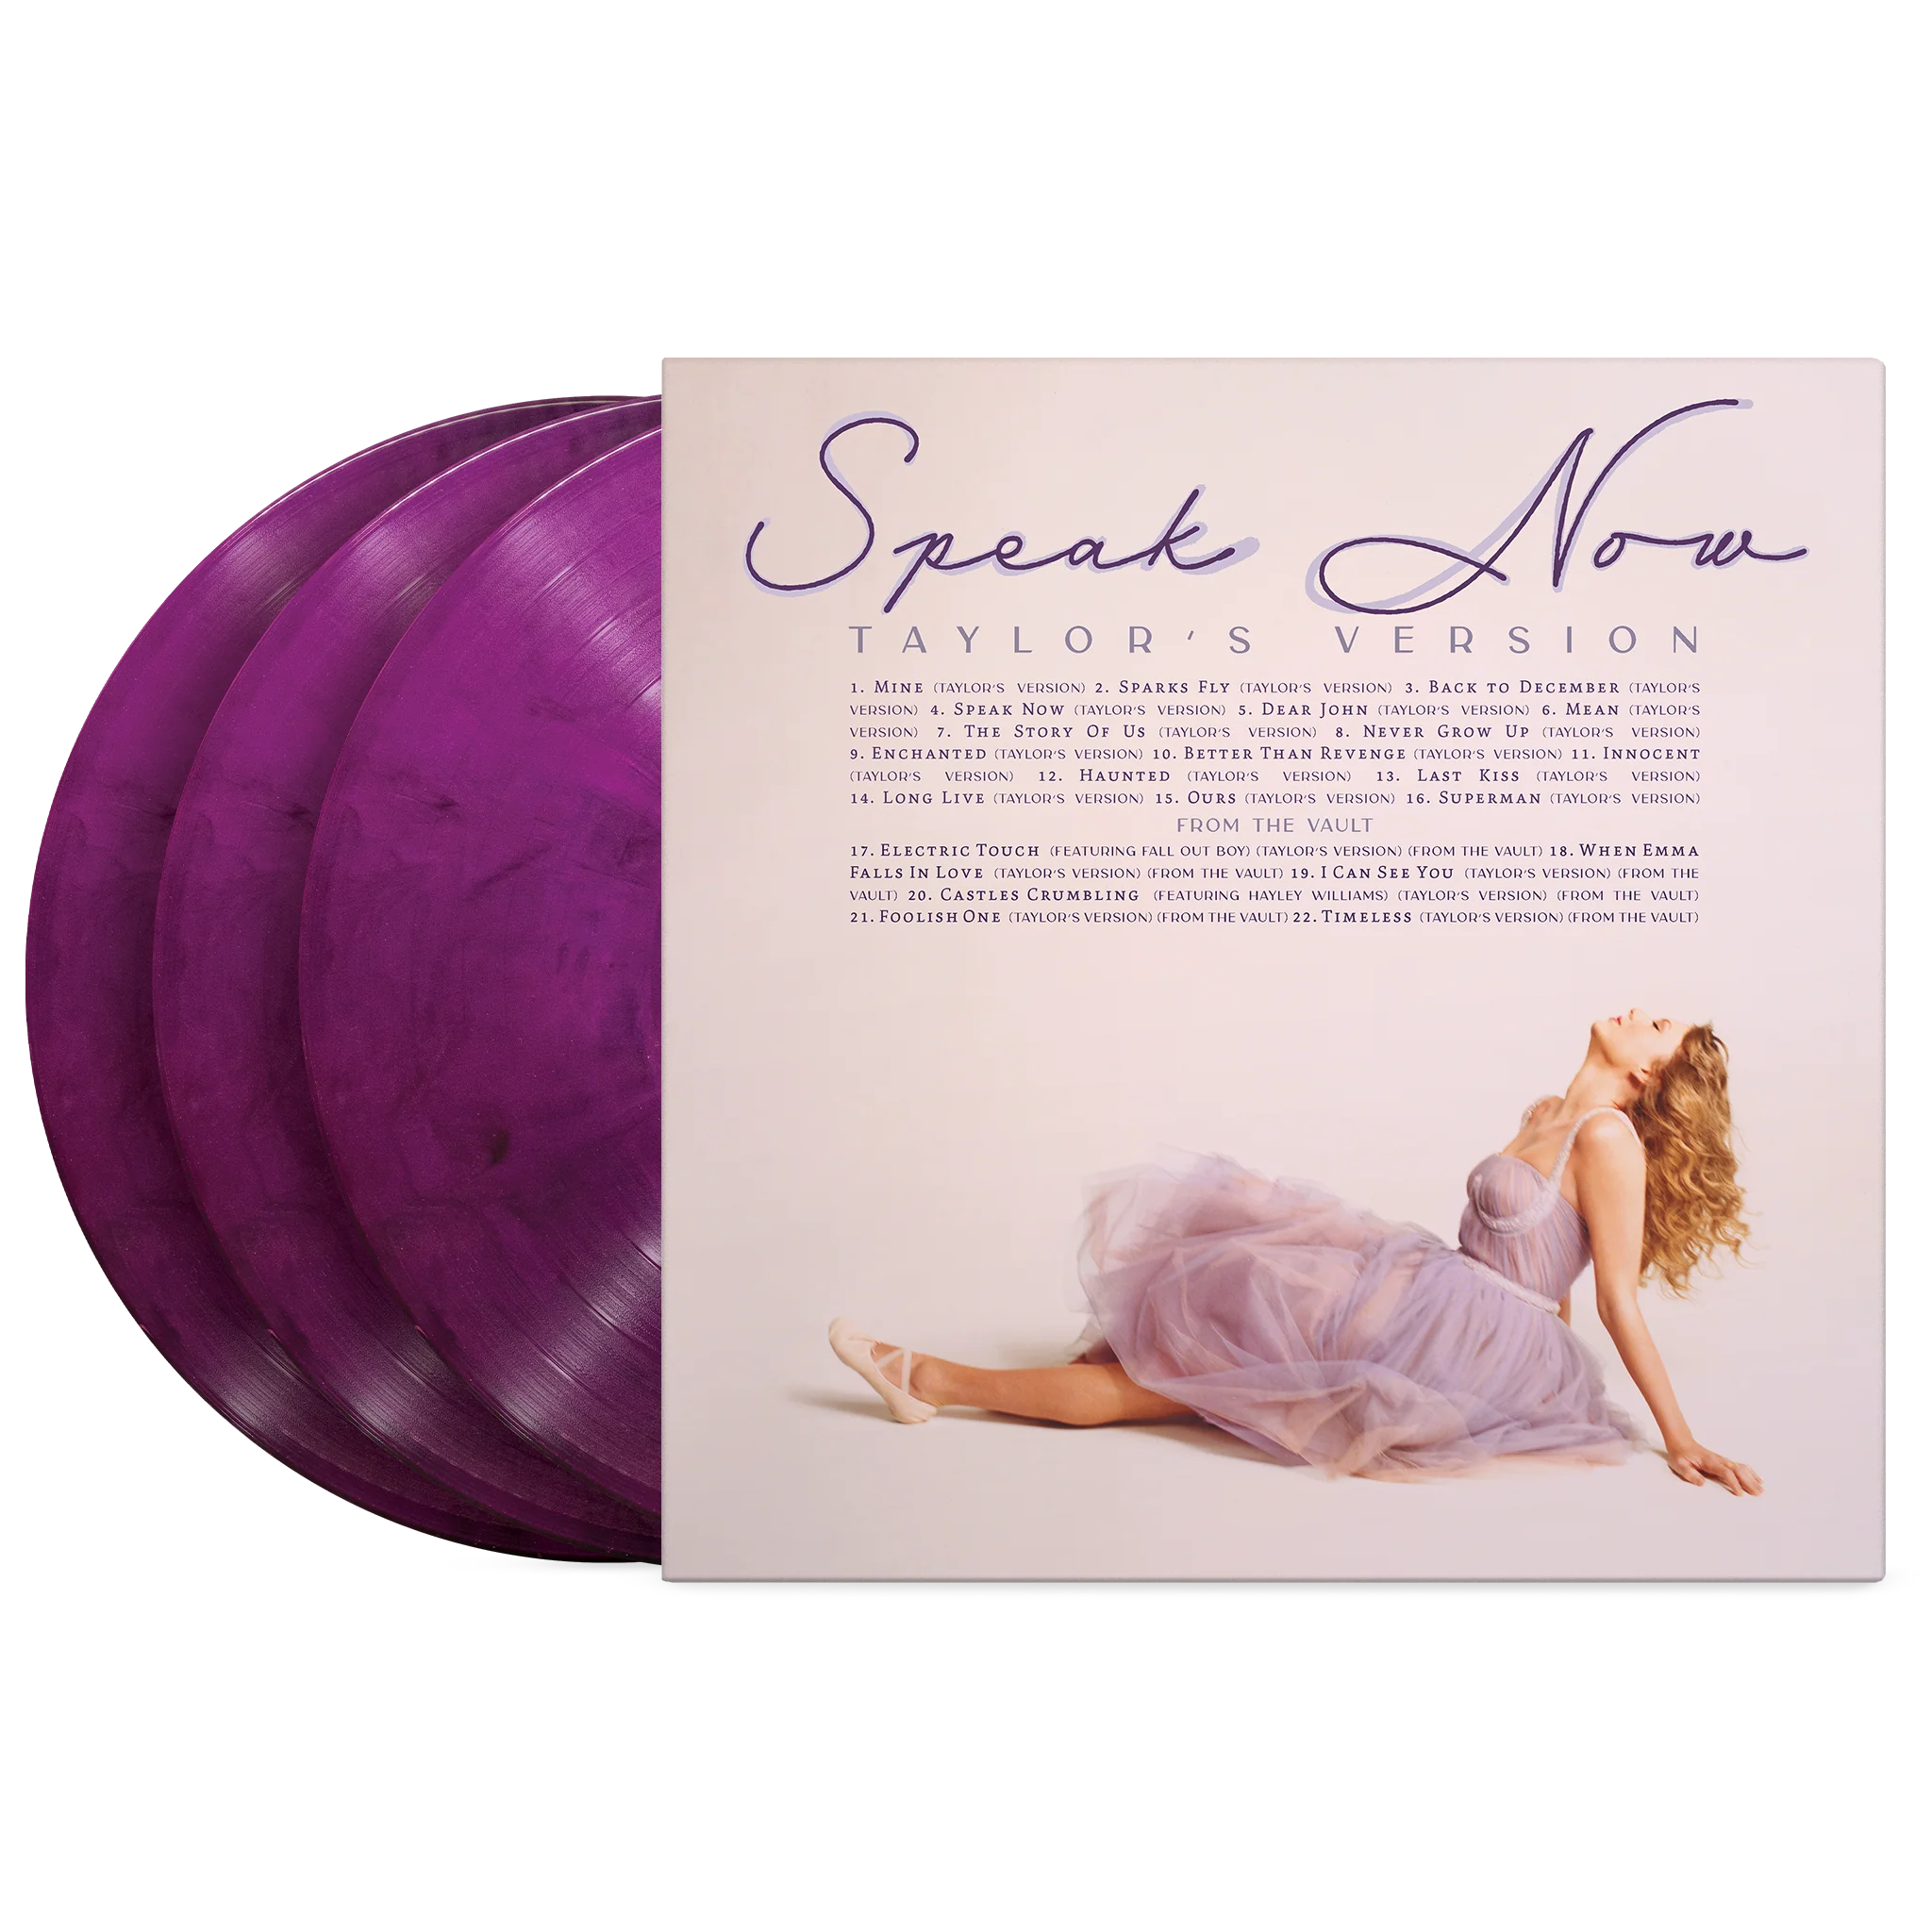 Speak Now
TAYLOR'S VERSION
1. MINE (TAYLOR'S VERSION) 2. SPARKS FLY (TAYLOR'S VERSION) 3. BACK TO DECEMBER (TAYLOR'S
VERSION) 4. SPEAK NOW (TAYLOR'S VERSION) 5. DEAR JOHN (TAYLOR'S VERSION) 6. MEAN (TAYLOR'S
VERSION) 7. THE STORY OF US (TAYLOR'S VERSION) 8. NEVER GROW UP (TAYLOR'S VERSION)
9. ENCHANTED (TAYLOR'S VERSION) 10. BETTER THAN REVENGE (TAYLOR'S VERSION) 11. INNOCENT
(TAYLOR'S VERSION) 12. HAUNTED (TAYLOR'S VERSION) 13. LAST KISS (TAYLOR'S VERSION)
14. LONG LIVE (TAYLOR'S VERSION) 15. OURS (TAYLOR'S VERSION) 16. SUPERMAN (TAYLOR'S VERSION)
FROM THE VAULT
17. ELECTRIC TOUCH (FEATURING FALL OUT BOY) (TAYLOR'S VERSION) (FROM THE VAULT) 18. WHEN EMMA
FALLS IN LOVE (TAYLOR'S VERSION) (FROM THE VAULT) 19. I CAN SEE YOU (TAYLOR'S VERSION) (FROM THE
VAULT) 20. CASTLES CRUMBLING (FEATURING HAYLEY WILLIAMS) (TAYLOR'S VERSION) (FROM THE VAULT)
21. FOOLISH ONE (TAYLOR'S VERSION) (FROM THE VAULT) 22. TIMELESS (TAYLOR'S VERSION) (FROM THE VAULT)